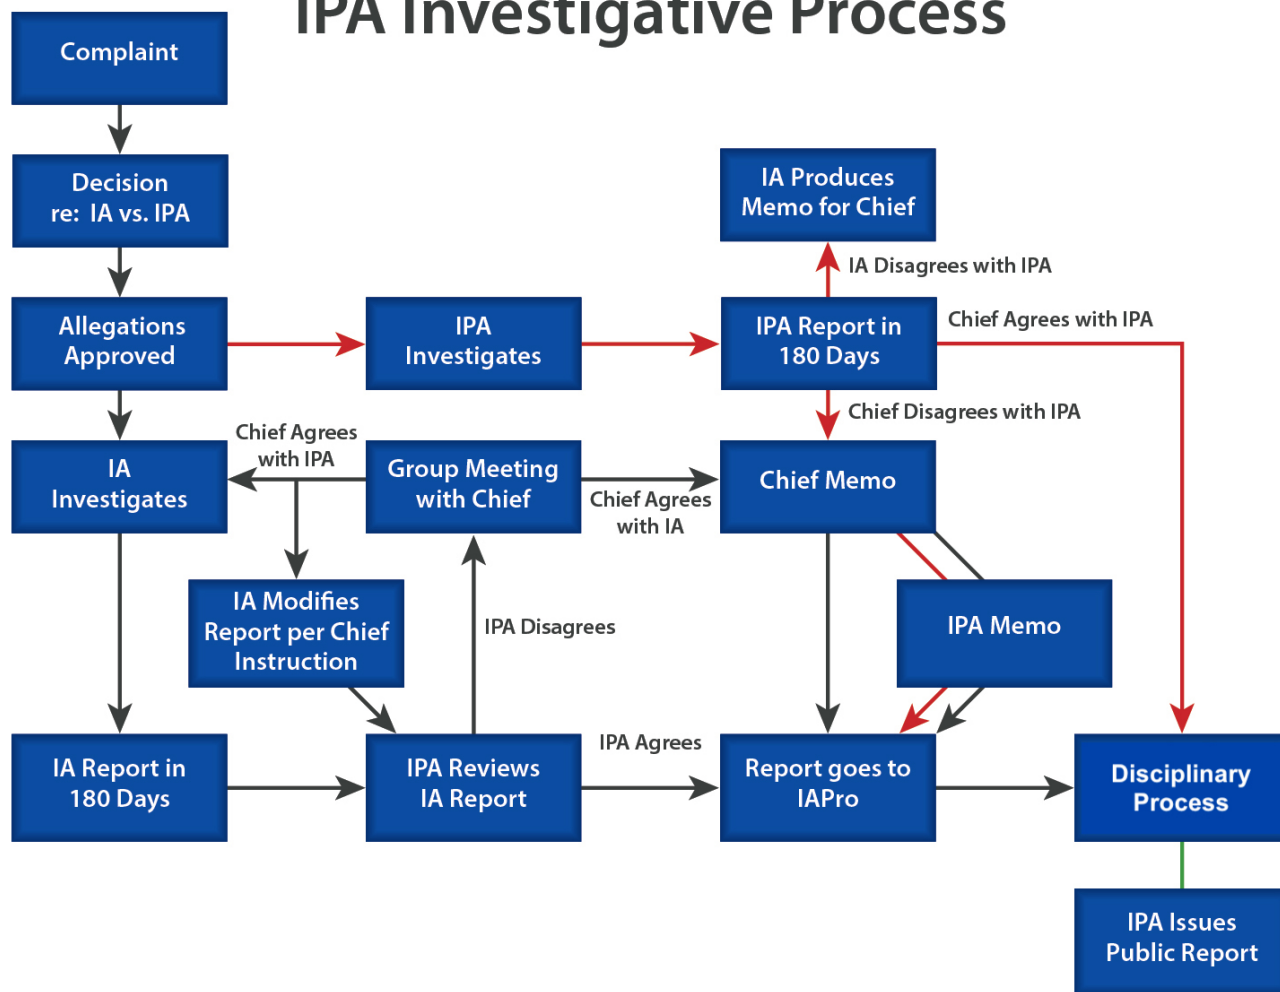 IPA Investigative Process
Complaint
Decision
re: IA vs. IPA
IA Produces
Memo for Chief
IA Disagrees with IPA
Allegations
Approved
IPA
Investigates
IPA Report in
180 Days
Chief Agrees with IPA
Chief Disagrees with IPA
Chief Agrees
with IPA
IA
Investigates
Group Meeting
with Chief
Chief Agrees
with IA
Chief Memo
IA Modifies
Report per Chief
Instruction
IPA Disagrees
IPA Memo
IA Report in
180 Days
IPA Reviews
IA Report
IPA Agrees
Report goes to
IAPro
Disciplinary
Process
IPA Issues
Public Report